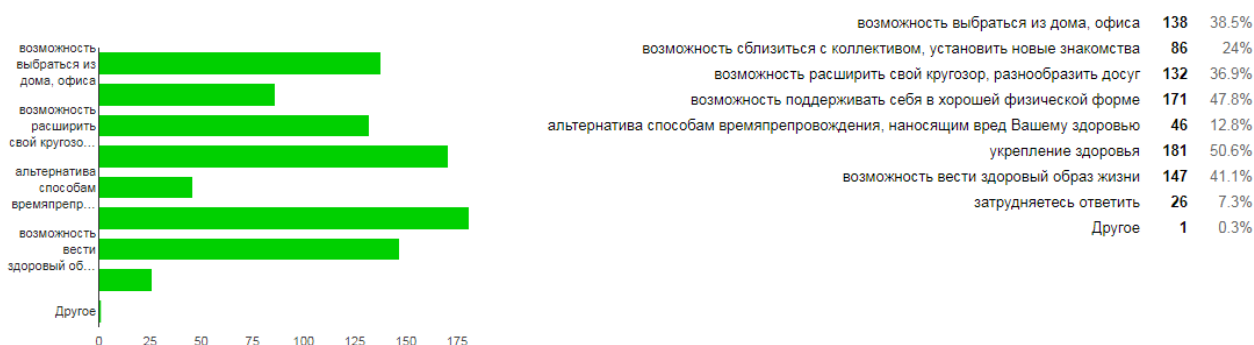 возможность
выбраться из
дома, офиса
возможность
расширить
свой кругозо...
альтернатива
способам
времяпрепр...
возможность
вести
здоровый об...
Другое
0 25 50 75 100 125 150 175
возможность выбраться из дома, офиса 138 38.5%
возможность сблизиться с коллективом, установить новые знакомства 86 24%
возможность расширить свой кругозор, разнообразить досуг 132 36.9%
возможность поддерживать себя в хорошей физической форме 171 47.8%
альтернатива способам времяпрепровождения, наносящим вред Вашему здоровью 46 12.8%
укрепление здоровья 181 50.6%
возможность вести здоровый образ жизни 147 41.1%
затрудняетесь ответить 26 7.3%
Другое 1 0.3%